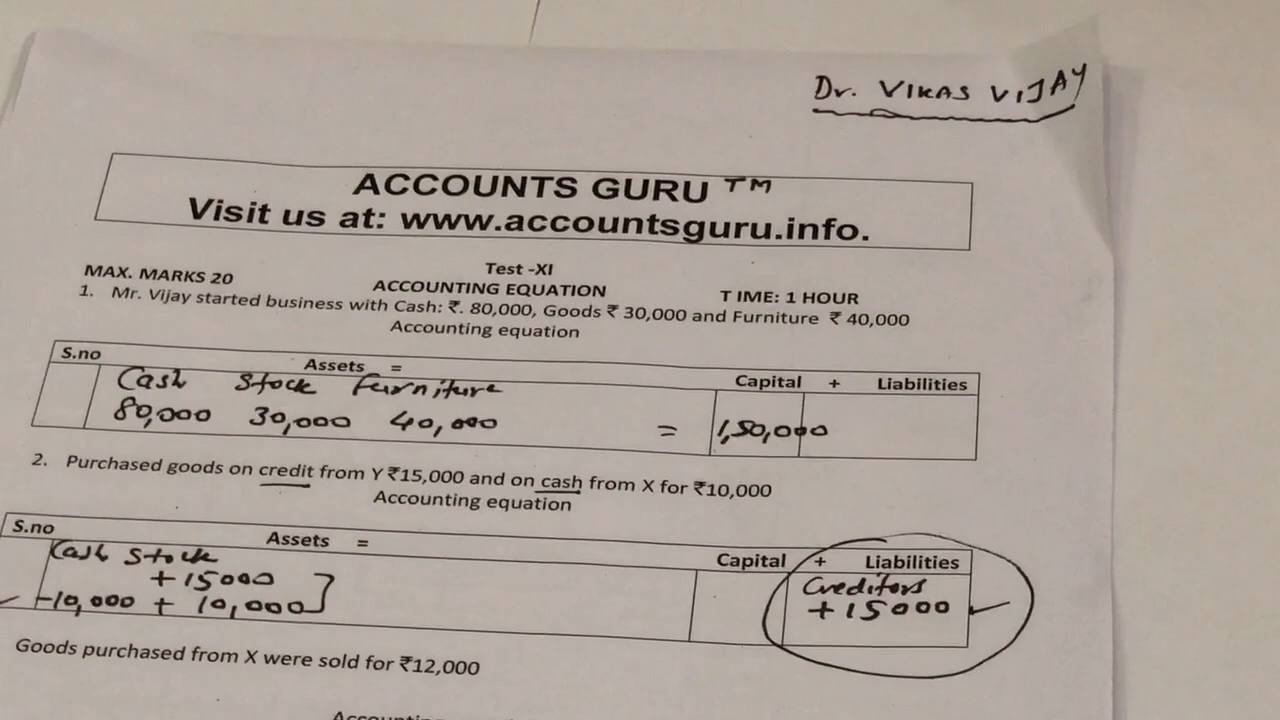 Dr. VIKAS VIJAY
ACCOUNTS GURU ™
Visit us at: www.accountsguru.info.
Test -XI
MAX. MARKS 20 ACCOUNTING EQUATION T IME: 1 HOUR
1. Mr. Vijay started business with Cash: ₹. 80,000, Goods ₹ 30,000 and Furniture ₹ 40,000
Accounting equation
S.no Assets = Capital + Liabilities
Cash Stock Furniture
80,000 30,000 40,000 = 1,50,000
2. Purchased goods on credit from Y ₹15,000 and on cash from X for ₹10,000
Accounting equation
S.no Assets = Capital + Liabilities
Cash Stock Creditors
+15000 +15000
-10,000 + 10,000
Goods purchased from X were sold for ₹12,000